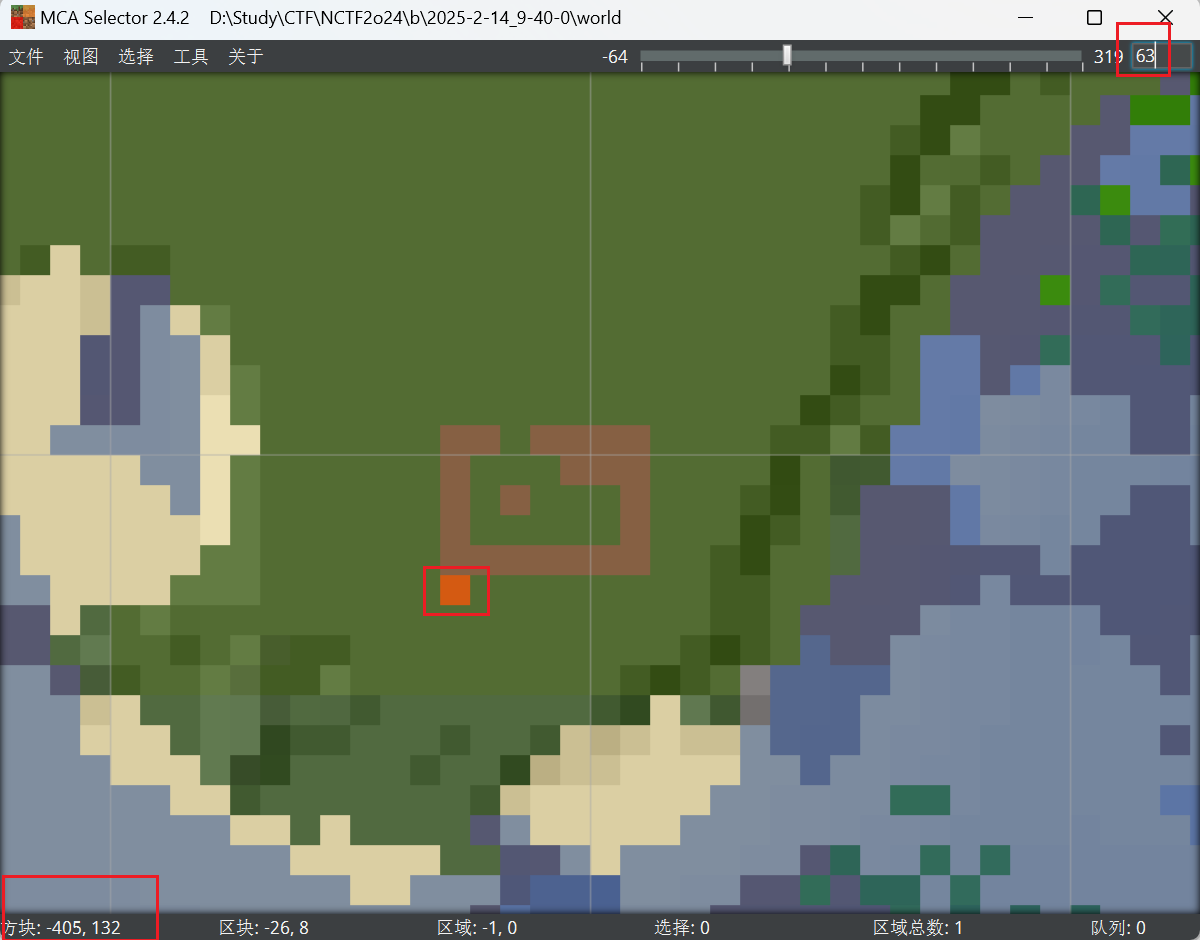 MCA Selector 2.4.2 D:\Study\CTF\NCTF2o24\b\2025-2-14_9-40-0\world
文件 视图 选择 工具 关于 -64 319 63
方块: -405, 132 区块: -26, 8 区域: -1, 0 选择: 0 区域总数: 1 队列: 0